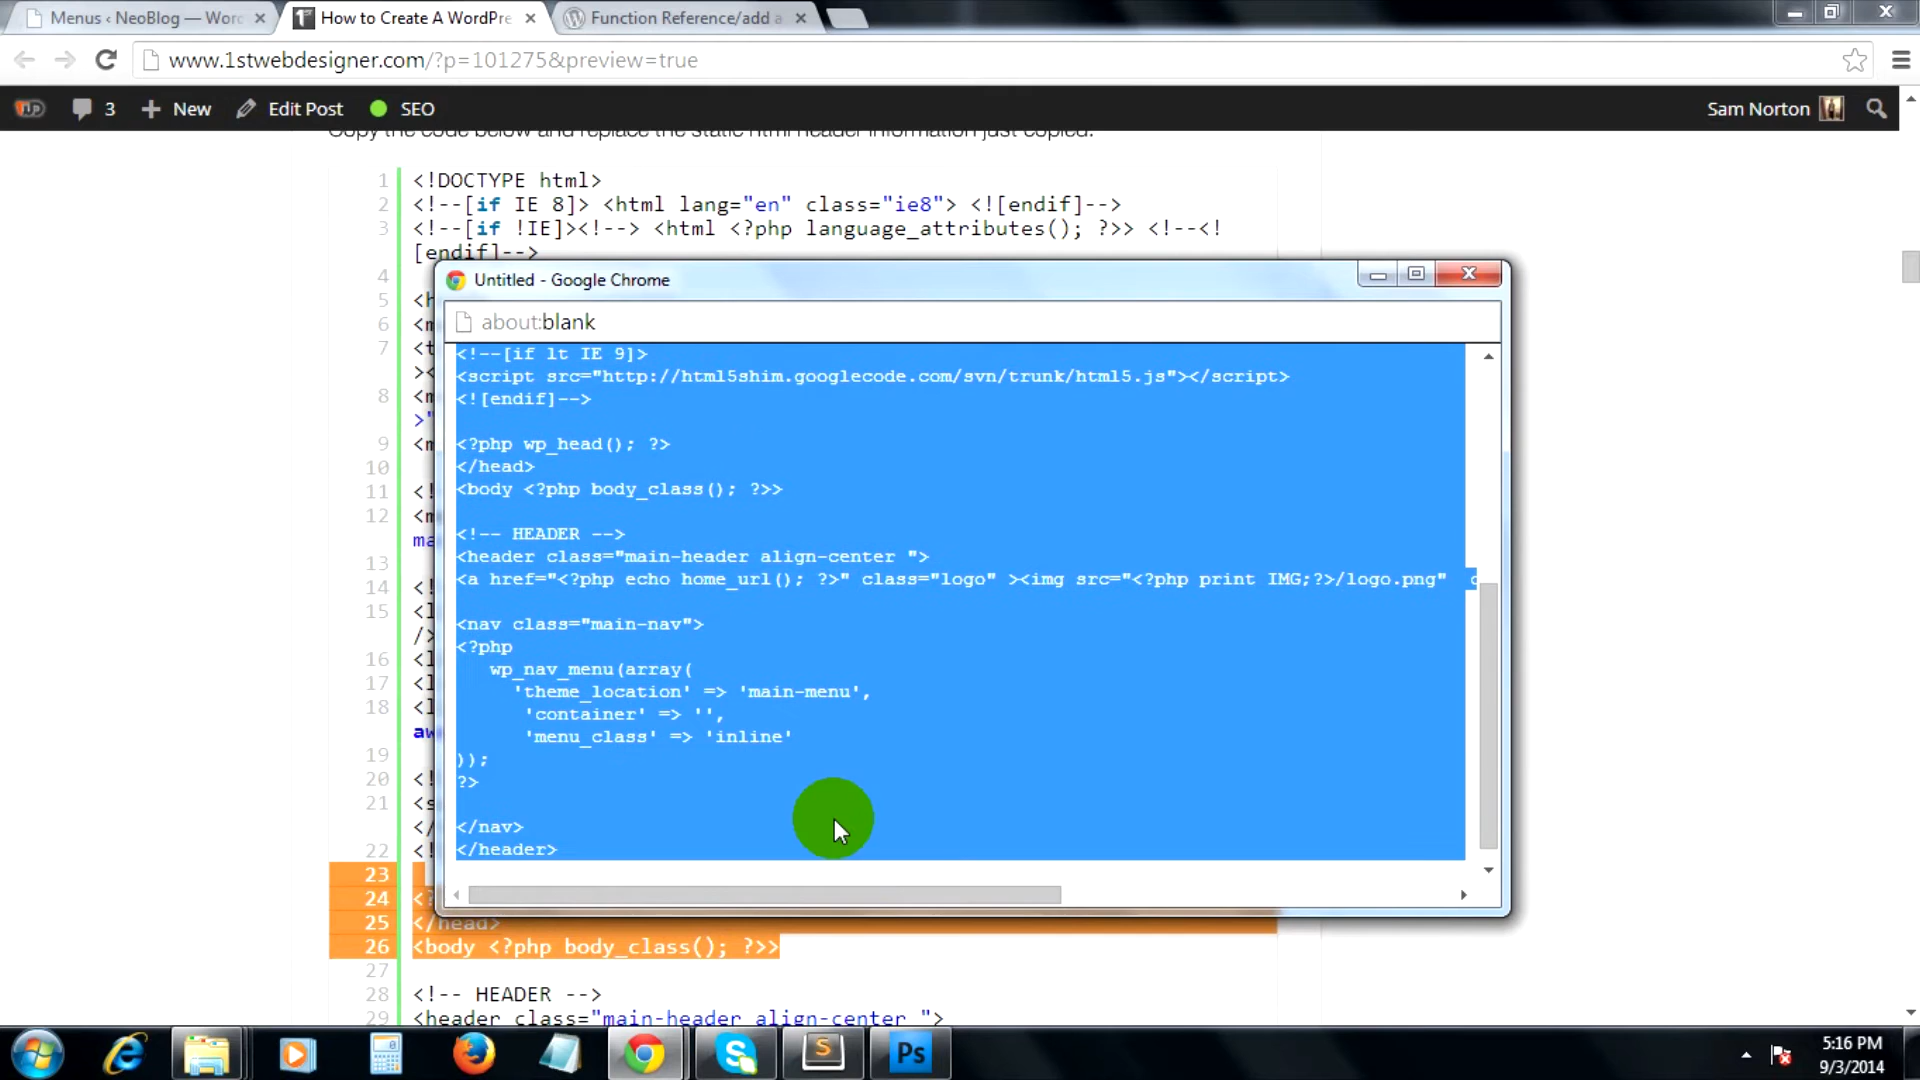 Menus ‹ NeoBlog — Wor
How to Create A WordPre
Function Reference/add a
www.1stwebdesigner.com/?p=101275&preview=true
3
New
Edit Post
SEO
Sam Norton
Copy the code below and replace the static html header information just copied.
1 <!DOCTYPE html>
2 <!--[if IE 8]> <html lang="en" class="ie8"> <![endif]-->
3 <!--[if !IE]><!--> <html <?php language_attributes(); ?>> <!--<!
[endif]-->
4
5
6
7
8
9
10
11
12
13
14
15
16
17
18
19
20
21
22
Untitled - Google Chrome
about:blank
<!--[if lt IE 9]>
<script src="http://html5shim.googlecode.com/svn/trunk/html5.js"></script>
<![endif]-->
<?php wp_head(); ?>
</head>
<body <?php body_class(); ?>>
<!-- HEADER -->
<header class="main-header align-center ">
<a href="<?php echo home_url(); ?>" class="logo" ><img src="<?php print IMG;?>/logo.png"
<nav class="main-nav">
<?php
wp_nav_menu(array(
'theme_location' => 'main-menu',
'container' => '',
'menu_class' => 'inline'
));
?>
</nav>
</header>
23
24
25 </head>
26 <body <?php body_class(); ?>>
27
28 <!-- HEADER -->
29 <header class="main-header align-center ">
5:16 PM
9/3/2014